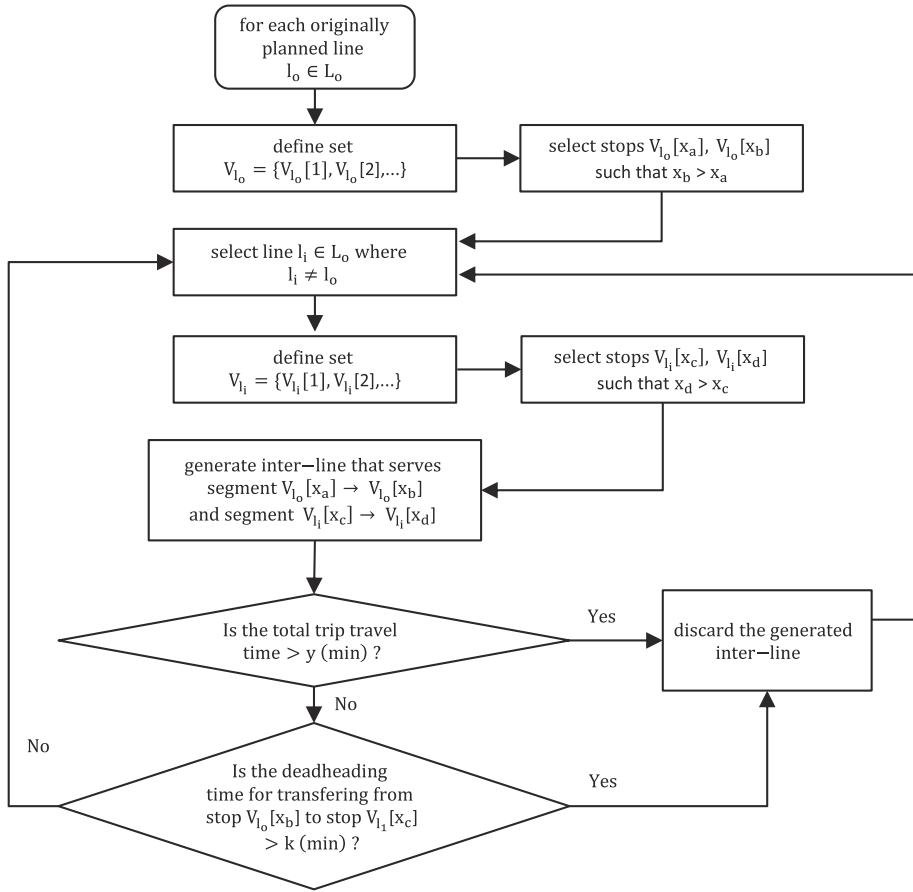 for each originally
planned line
lₒ ∈ Lₒ
define set
V_{l_o} = {V_{l_o}[1], V_{l_o}[2],...}
select stops V_{l_o}[x_a], V_{l_o}[x_b]
such that x_b > x_a
select line l_i ∈ L_o where
l_i ≠ l_o
define set
V_{l_i} = {V_{l_i}[1], V_{l_i}[2],...}
select stops V_{l_i}[x_c], V_{l_i}[x_d]
such that x_d > x_c
generate inter−line that serves
segment V_{l_o}[x_a] → V_{l_o}[x_b]
and segment V_{l_i}[x_c] → V_{l_i}[x_d]
Is the total trip travel
time > y (min) ?
Yes
discard the generated
inter−line
No
No
Is the deadheading
time for transfering from
stop V_{l_o}[x_b] to stop V_{l_1}[x_c]
> k (min) ?
Yes